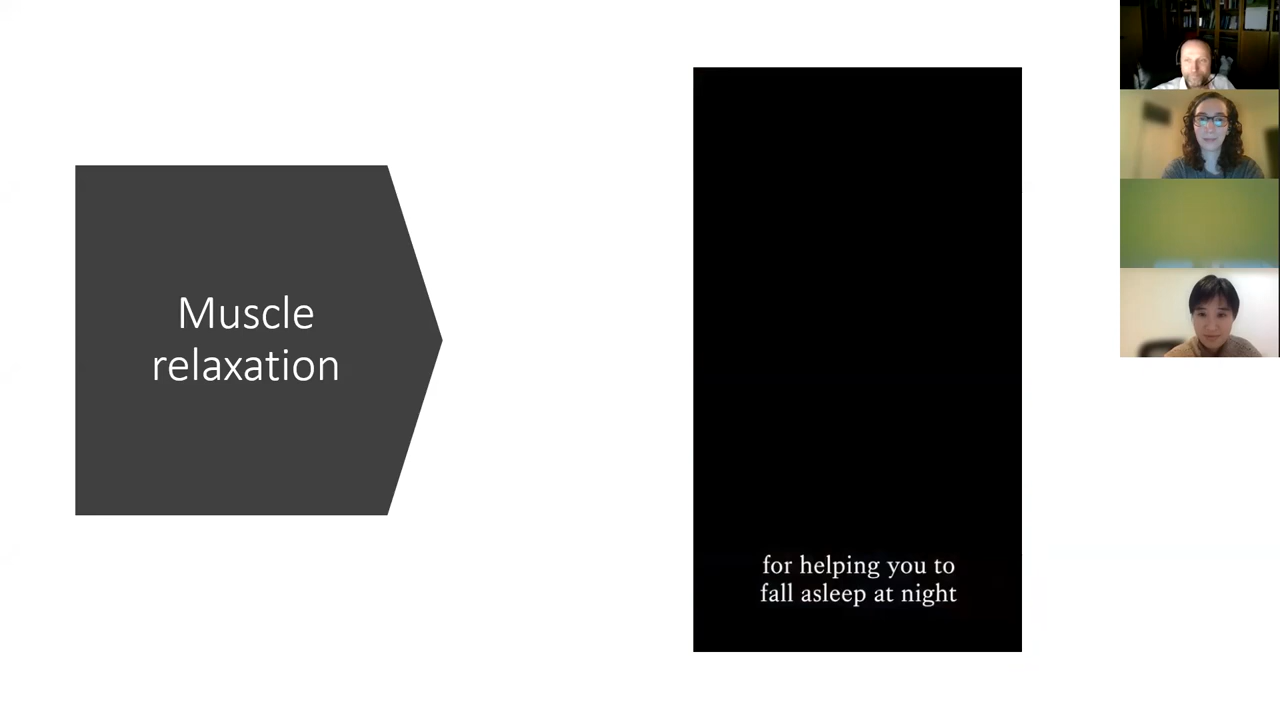 Muscle
relaxation
for helping you to
fall asleep at night